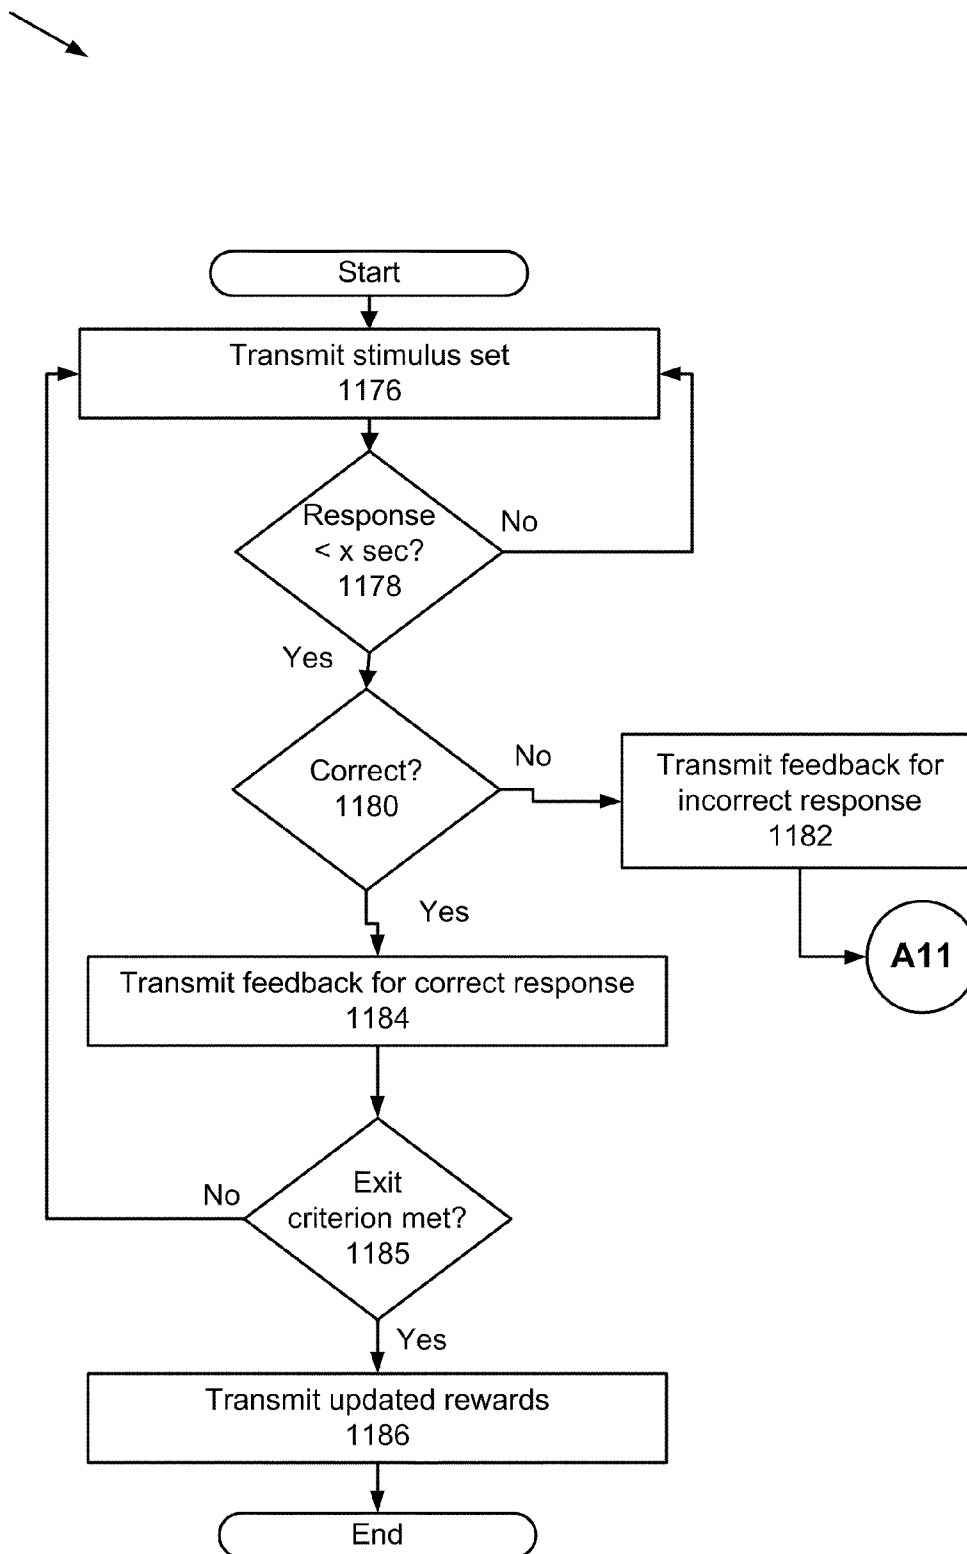 Start
Transmit stimulus set
1176
Response
< x sec?
1178
No
Yes
Correct?
1180
No
Transmit feedback for
incorrect response
1182
Yes
A11
Transmit feedback for correct response
1184
Exit
criterion met?
1185
No
Yes
Transmit updated rewards
1186
End